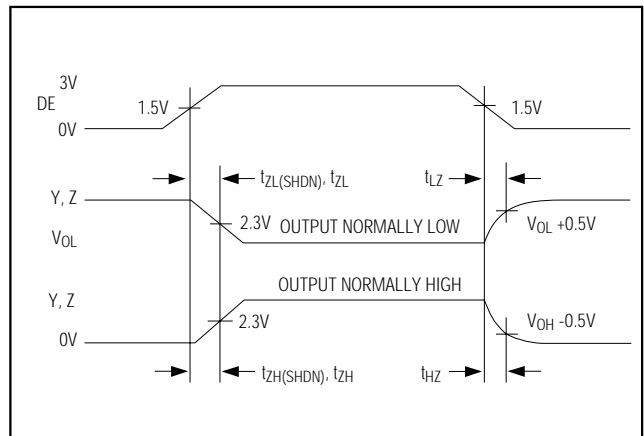 3V
DE
1.5V
1.5V
0V
tZL(SHDN), tZL
tLZ
Y, Z
2.3V
OUTPUT NORMALLY LOW
VOL +0.5V
VOL
OUTPUT NORMALLY HIGH
Y, Z
2.3V
VOH -0.5V
0V
tZH(SHDN), tZH
tHZ